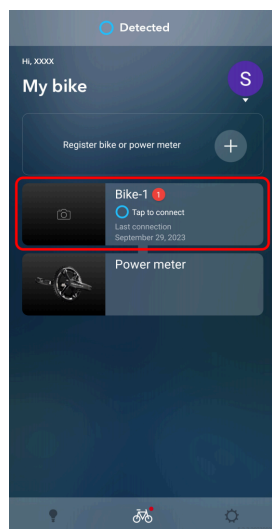 Detected
Hi, XXXX
My bike
S
Register bike or power meter
+
Bike-1 1
Tap to connect
Last connection
September 29, 2023
Power meter